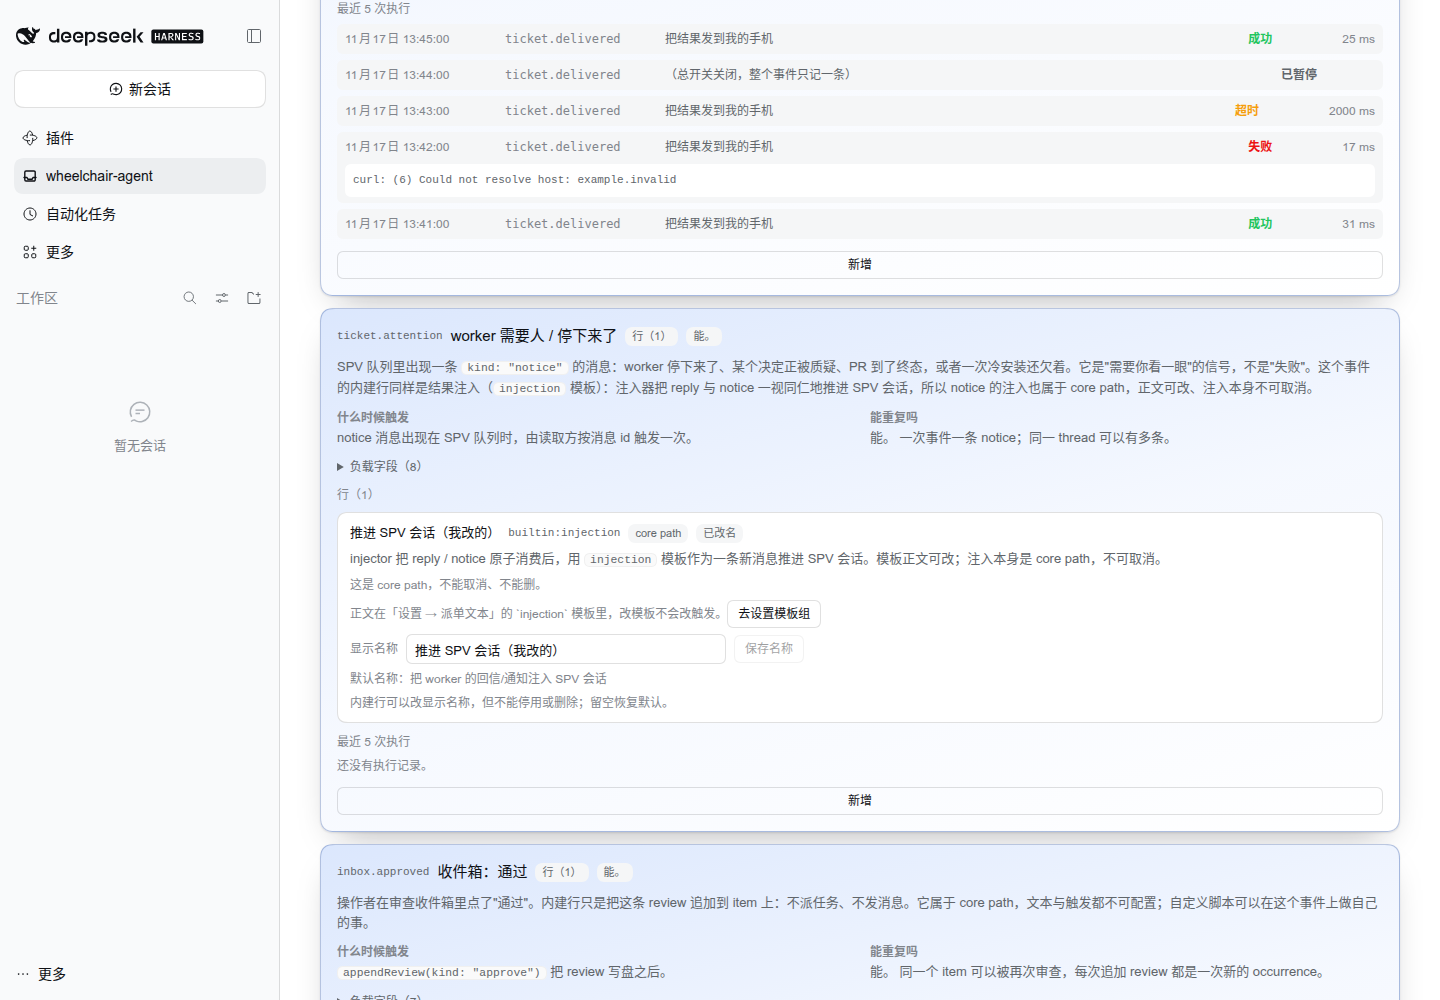 deepseek HARNESS
新会话
插件
wheelchair-agent
自动化任务
更多
工作区
暂无会话
更多
最近 5 次执行
11月17日 13:45:00 ticket.delivered 把结果发到我的手机 成功 25 ms
11月17日 13:44:00 ticket.delivered （总开关关闭，整个事件只记一条） 已暂停
11月17日 13:43:00 ticket.delivered 把结果发到我的手机 超时 2000 ms
11月17日 13:42:00 ticket.delivered 把结果发到我的手机 失败 17 ms
curl: (6) Could not resolve host: example.invalid
11月17日 13:41:00 ticket.delivered 把结果发到我的手机 成功 31 ms
新增
ticket.attention worker 需要人 / 停下来了 行（1） 能。
SPV 队列里出现一条 kind: "notice" 的消息：worker 停下来了、某个决定正被质疑、PR 到了终态，或者一次冷安装还欠着。它是"需要你看一眼"的信号，不是"失败"。这个事件
的内建行同样是结果注入（ injection 模板）：注入器把 reply 与 notice 一视同仁地推进 SPV 会话，所以 notice 的注入也属于 core path，正文可改、注入本身不可取消。
什么时候触发
notice 消息出现在 SPV 队列时，由读取方按消息 id 触发一次。
能重复吗
能。 一次事件一条 notice；同一 thread 可以有多条。
负载字段（8）
行（1）
推进 SPV 会话（我改的） builtin:injection core path 已改名
injector 把 reply / notice 原子消费后，用 injection 模板作为一条新消息推进 SPV 会话。模板正文可改；注入本身是 core path，不可取消。
这是 core path，不能取消、不能删。
正文在「设置 → 派单文本」的 `injection` 模板里，改模板不会改触发。 去设置模板组
显示名称 推进 SPV 会话（我改的） 保存名称
默认名称：把 worker 的回信/通知注入 SPV 会话
内建行可以改显示名称，但不能停用或删除；留空恢复默认。
最近 5 次执行
还没有执行记录。
新增
inbox.approved 收件箱：通过 行（1） 能。
操作者在审查收件箱里点了"通过"。内建行只是把这条 review 追加到 item 上：不派任务、不发消息。它属于 core path，文本与触发都不可配置；自定义脚本可以在这个事件上做自己
的事。
什么时候触发
appendReview(kind: "approve") 把 review 写盘之后。
能重复吗
能。 同一个 item 可以被再次审查，每次追加 review 都是一次新的 occurrence。
负载字段（7）